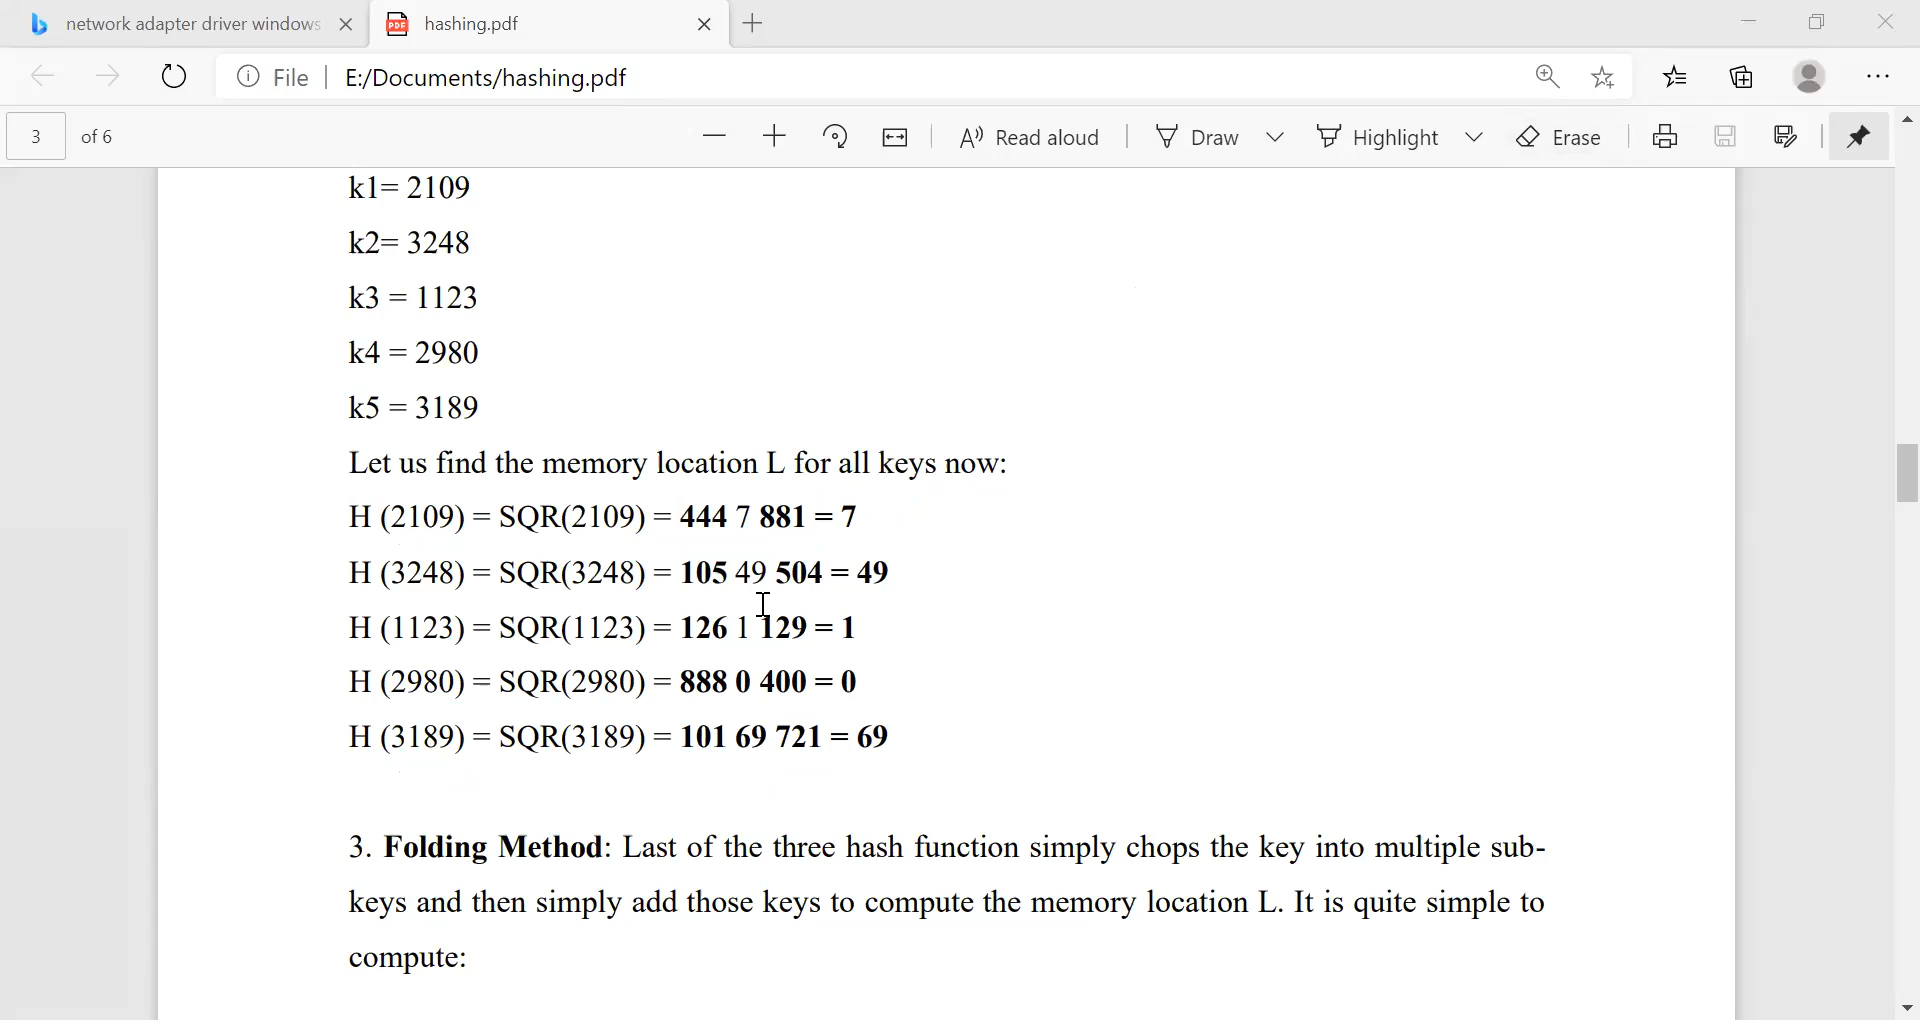 network adapter driver windows
hashing.pdf
File | E:/Documents/hashing.pdf
3 of 6
Read aloud
Draw
Highlight
Erase
k1= 2109
k2= 3248
k3 = 1123
k4 = 2980
k5 = 3189
Let us find the memory location L for all keys now:
H (2109) = SQR(2109) = 444 7 881 = 7
H (3248) = SQR(3248) = 105 49 504 = 49
H (1123) = SQR(1123) = 126 1 129 = 1
H (2980) = SQR(2980) = 888 0 400 = 0
H (3189) = SQR(3189) = 101 69 721 = 69
3. Folding Method: Last of the three hash function simply chops the key into multiple sub-
keys and then simply add those keys to compute the memory location L. It is quite simple to
compute: